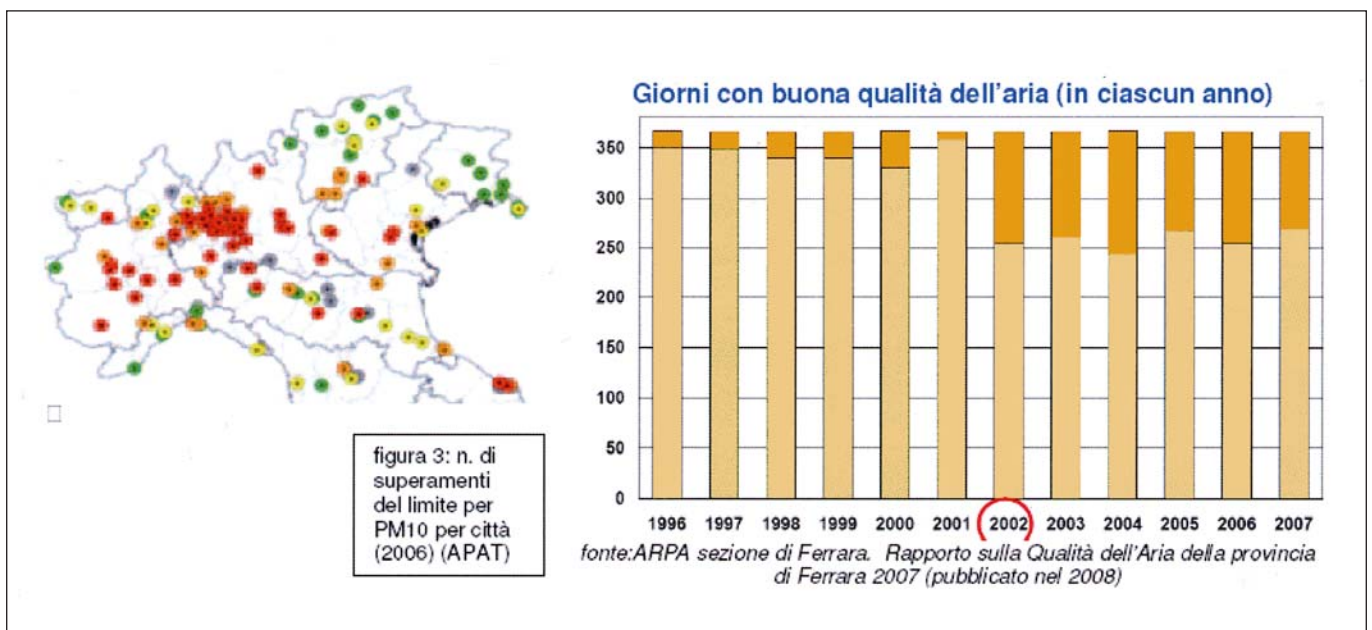 Giorni con buona qualità dell'aria (in ciascun anno)
350
300
250
200
150
100
50
0
1996 1997 1998 1999 2000 2001 2002 2003 2004 2005 2006 2007
fonte:ARPA sezione di Ferrara. Rapporto sulla Qualità dell'Aria della provincia
di Ferrara 2007 (pubblicato nel 2008)
figura 3: n. di
superamenti
del limite per
PM10 per città
(2006) (APAT)